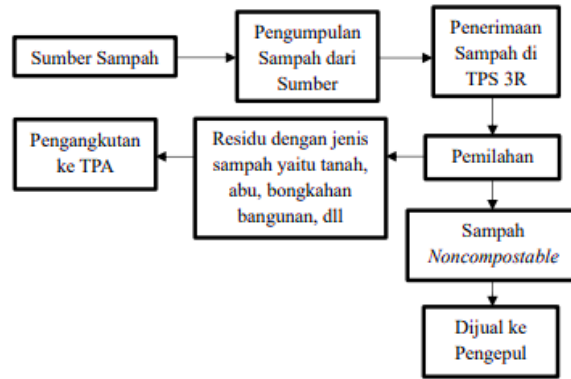 Sumber Sampah
Pengumpulan
Sampah dari
Sumber
Penerimaan
Sampah di
TPS 3R
Pemilahan
Residu dengan jenis
sampah yaitu tanah,
abu, bongkahan
bangunan, dll
Pengangkutan
ke TPA
Sampah
Noncompostable
Dijual ke
Pengepul